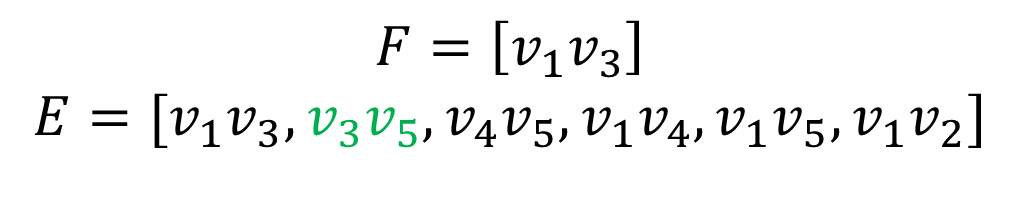 F = [v₁v₃]
E = [v₁v₃, v₃v₅, v₄v₅, v₁v₄, v₁v₅, v₁v₂]